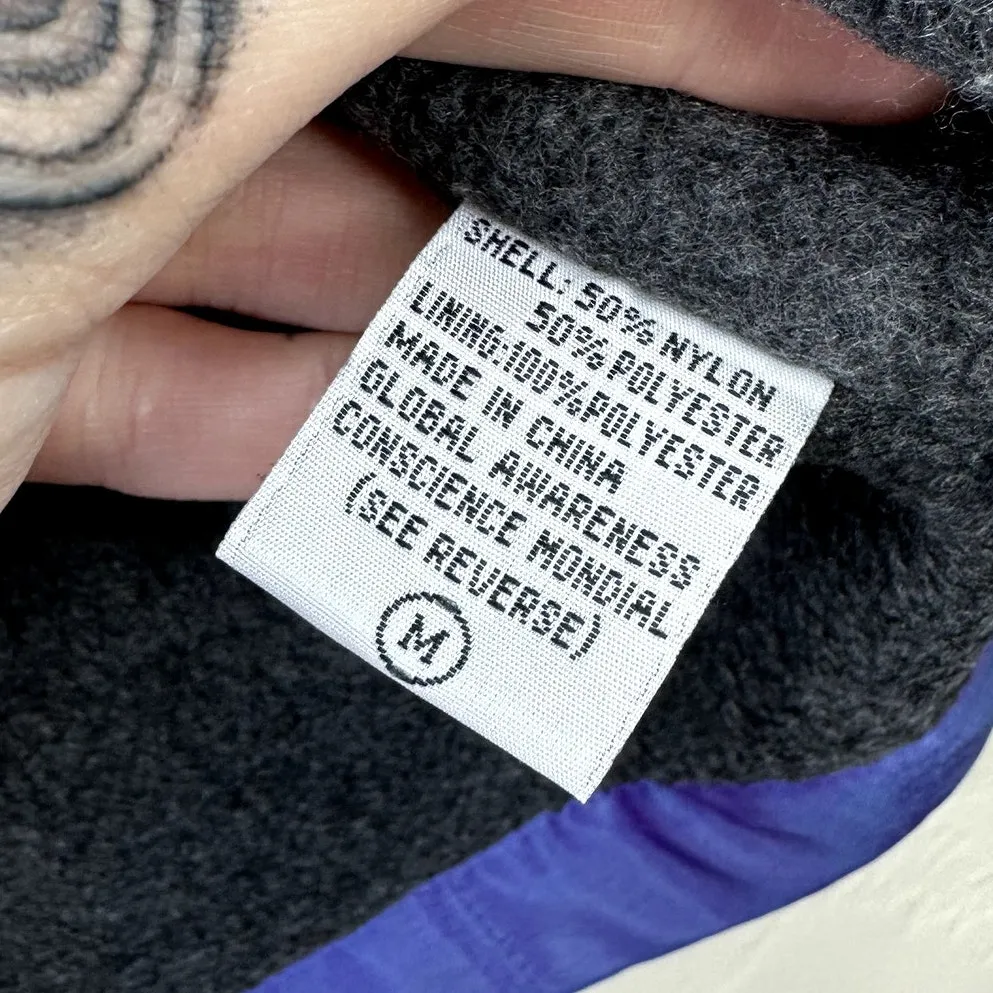 SHELL: 50% NYLON
50% POLYESTER
LINING:100%POLYESTER
MADE IN CHINA
GLOBAL AWARENESS
CONSCIENCE MONDIAL
(SEE REVERSE)
M